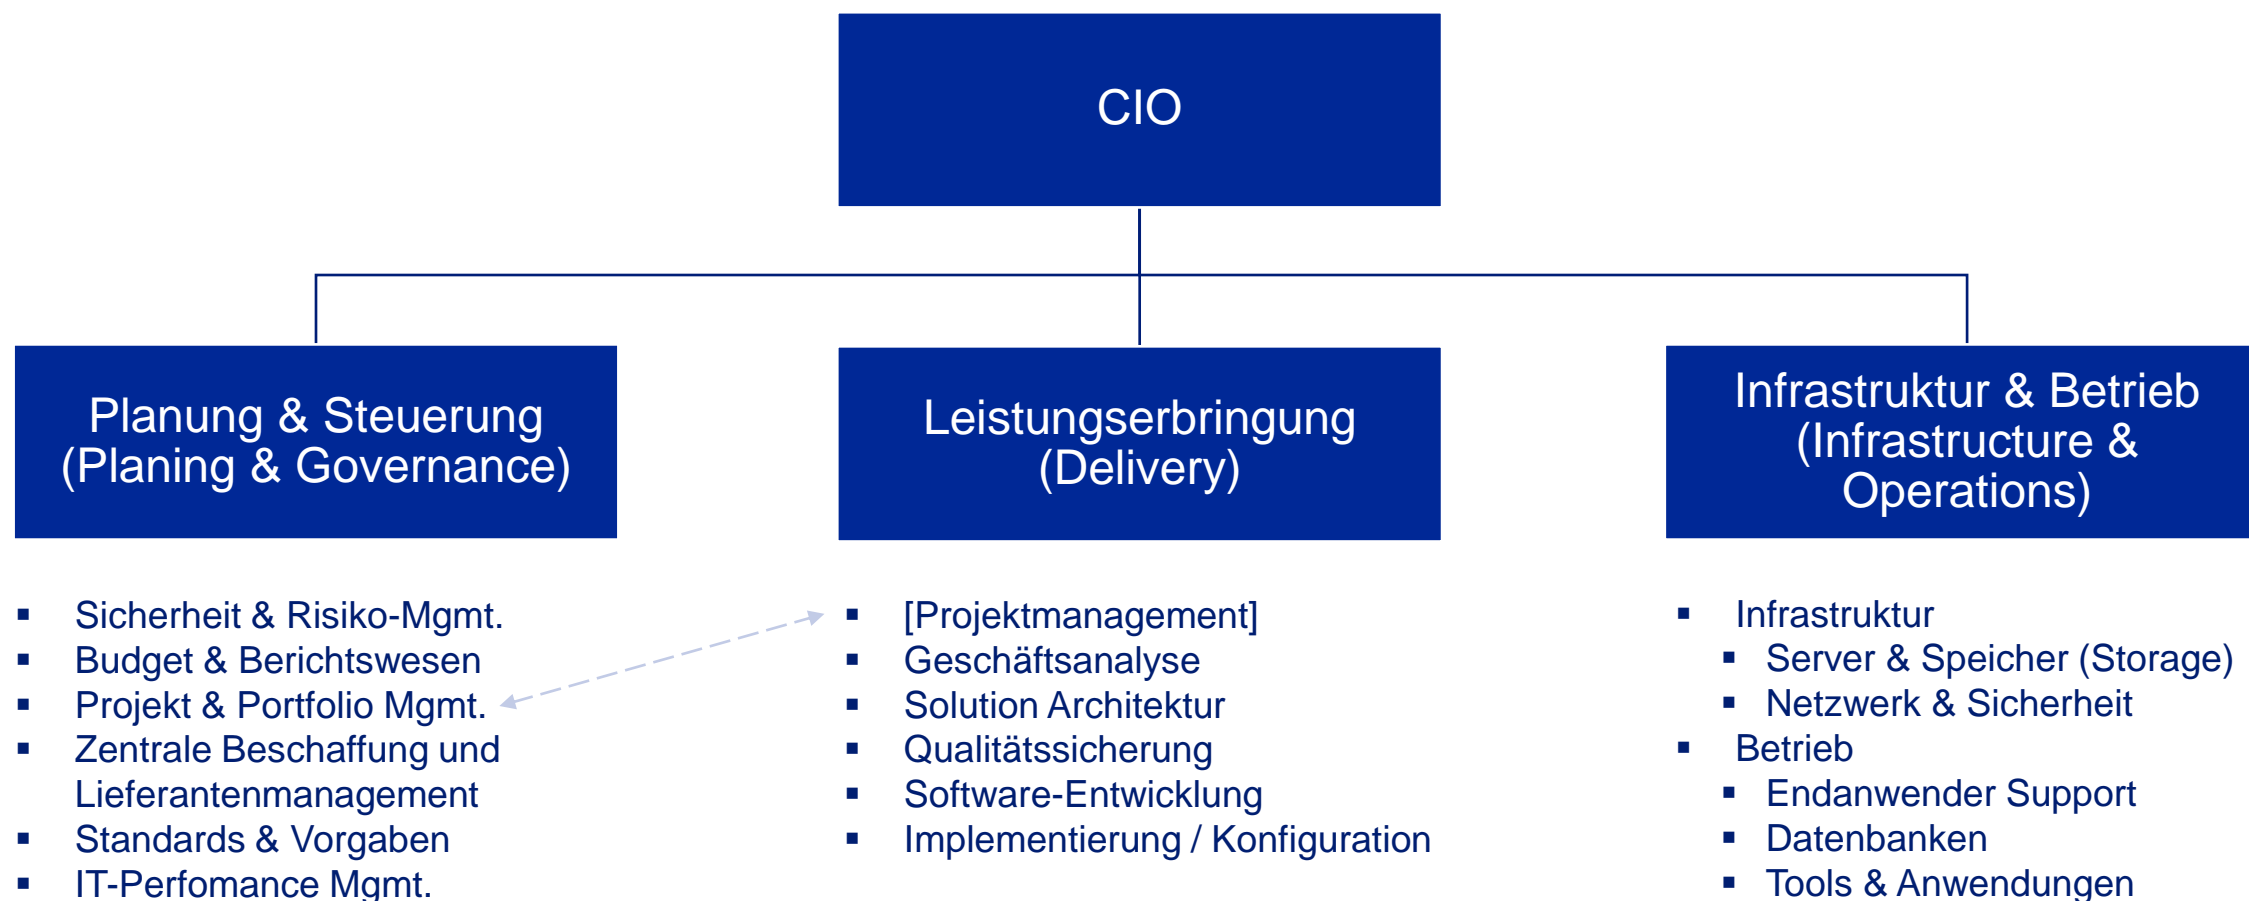 CIO
Planung & Steuerung
(Planing & Governance)
Leistungserbringung
(Delivery)
Infrastruktur & Betrieb
(Infrastructure &
Operations)
▪ Sicherheit & Risiko-Mgmt.
▪ Budget & Berichtswesen
▪ Projekt & Portfolio Mgmt.
▪ Zentrale Beschaffung und
Lieferantenmanagement
▪ Standards & Vorgaben
▪ IT-Perfomance Mgmt.
▪ [Projektmanagement]
▪ Geschäftsanalyse
▪ Solution Architektur
▪ Qualitätssicherung
▪ Software-Entwicklung
▪ Implementierung / Konfiguration
▪ Infrastruktur
▪ Server & Speicher (Storage)
▪ Netzwerk & Sicherheit
▪ Betrieb
▪ Endanwender Support
▪ Datenbanken
▪ Tools & Anwendungen